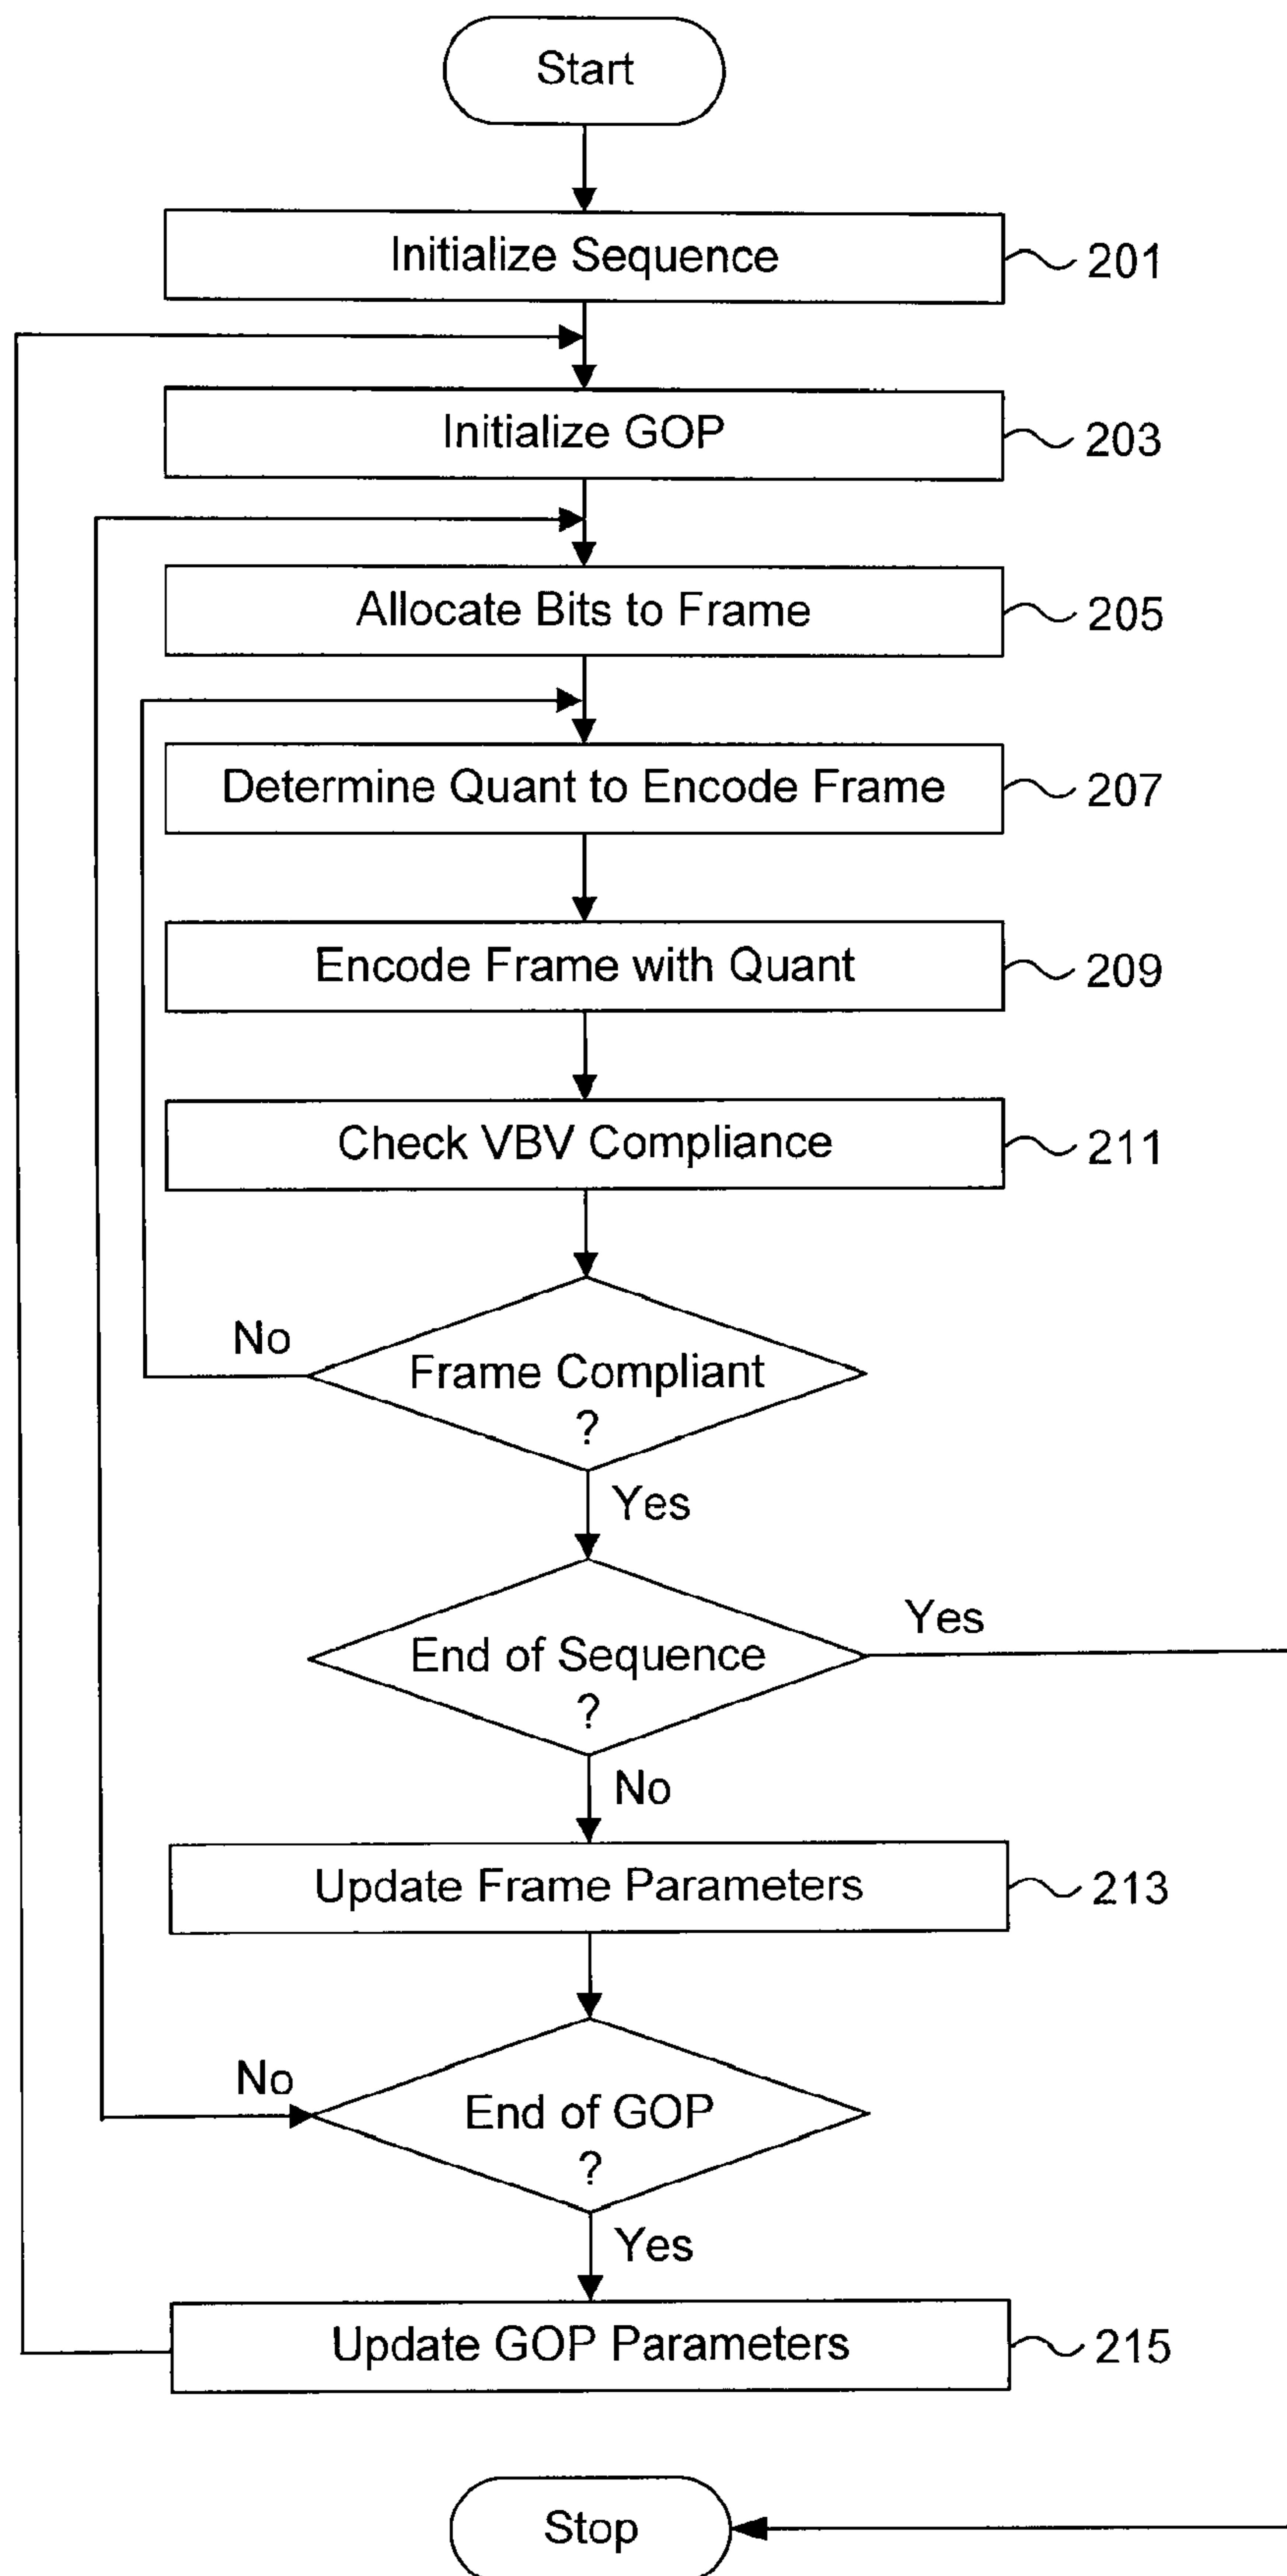 Start
Initialize Sequence
201
Initialize GOP
203
Allocate Bits to Frame
205
Determine Quant to Encode Frame
207
Encode Frame with Quant
209
Check VBV Compliance
211
No
Frame Compliant
?
Yes
End of Sequence
?
Yes
No
Update Frame Parameters
213
No
End of GOP
?
Yes
Update GOP Parameters
215
Stop